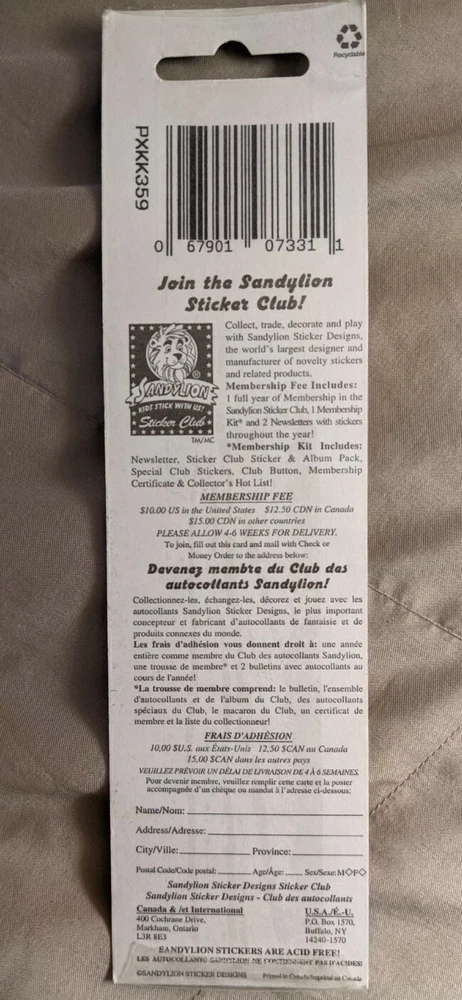 Recyclable
PXKK359
0 67901 07331 1
Join the Sandylion
Sticker Club!
Collect, trade, decorate and play
with Sandylion Sticker Designs,
the world's largest designer and
manufacturer of novelty stickers
and related products.
Membership Fee Includes:
1 full year of Membership in the
Sandylion Sticker Club, 1 Membership
Kit* and 2 Newsletters with stickers
throughout the year!
*Membership Kit Includes:
SANDYLION®
KIDS STICK WITH US!
Sticker Club
TM/MC
Newsletter, Sticker Club Sticker & Album Pack,
Special Club Stickers, Club Button, Membership
Certificate & Collector's Hot List!
MEMBERSHIP FEE
$10.00 US in the United States $12.50 CDN in Canada
$15.00 CDN in other countries
PLEASE ALLOW 4-6 WEEKS FOR DELIVERY.
To join, fill out this card and mail with Check or
Money Order to the address below:
Devenez membre du Club des
autocollants Sandylion!
Collectionnez-les, échangez-les, décorez et jouez avec les
autocollants Sandylion Sticker Designs, le plus important
concepteur et fabricant d'autocollants de fantaisie et de
produits connexes du monde.
Les frais d'adhésion vous donnent droit à: une année
entière comme membre du Club des autocollants Sandylion,
une trousse de membre* et 2 bulletins avec autocollants au
cours de l'année!
*La trousse de membre comprend: le bulletin, l'ensemble
d'autocollants et de l'album du Club, des autocollants
spéciaux du Club, le macaron du Club, un certificat de
membre et la liste du collectionneur!
FRAIS D'ADHÉSION
10,00 $U.S. aux États-Unis 12,50 $CAN au Canada
15,00 $CAN dans les autres pays
VEUILLEZ PRÉVOIR UN DÉLAI DE LIVRAISON DE 4 À 6 SEMAINES.
Pour devenir membre, veuillez remplir cette carte et la poster
accompagnée d'un chèque ou mandat à l'adresse ci-dessous:
Name/Nom:
Address/Adresse:
City/Ville: Province:
Postal Code/Code postal: Age/Âge: Sex/Sexe: M◇F◇
Sandylion Sticker Designs Sticker Club
Sandylion Sticker Designs - Club des autocollants
Canada & /et International
400 Cochrane Drive,
Markham, Ontario
L3R 8E3
U.S.A./É.-U.
P.O. Box 1570,
Buffalo, NY
14240-1570
SANDYLION STICKERS ARE ACID FREE!
LES AUTOCOLLANTS SANDYLION NE CONTIENNENT PAS D'ACIDES!
©SANDYLION STICKER DESIGNS Printed in Canada/Imprimé au Canada